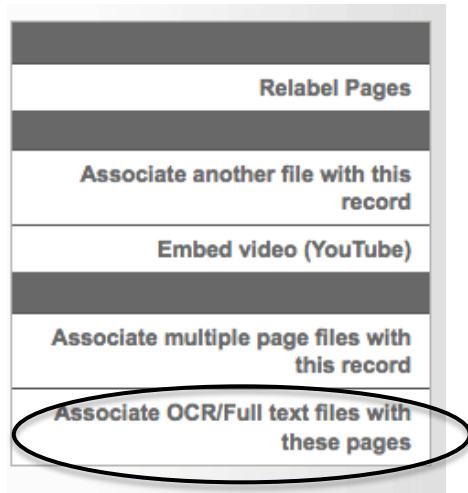 Relabel Pages
Associate another file with this
record
Embed video (YouTube)
Associate multiple page files with
this record
Associate OCR/Full text files with
these pages